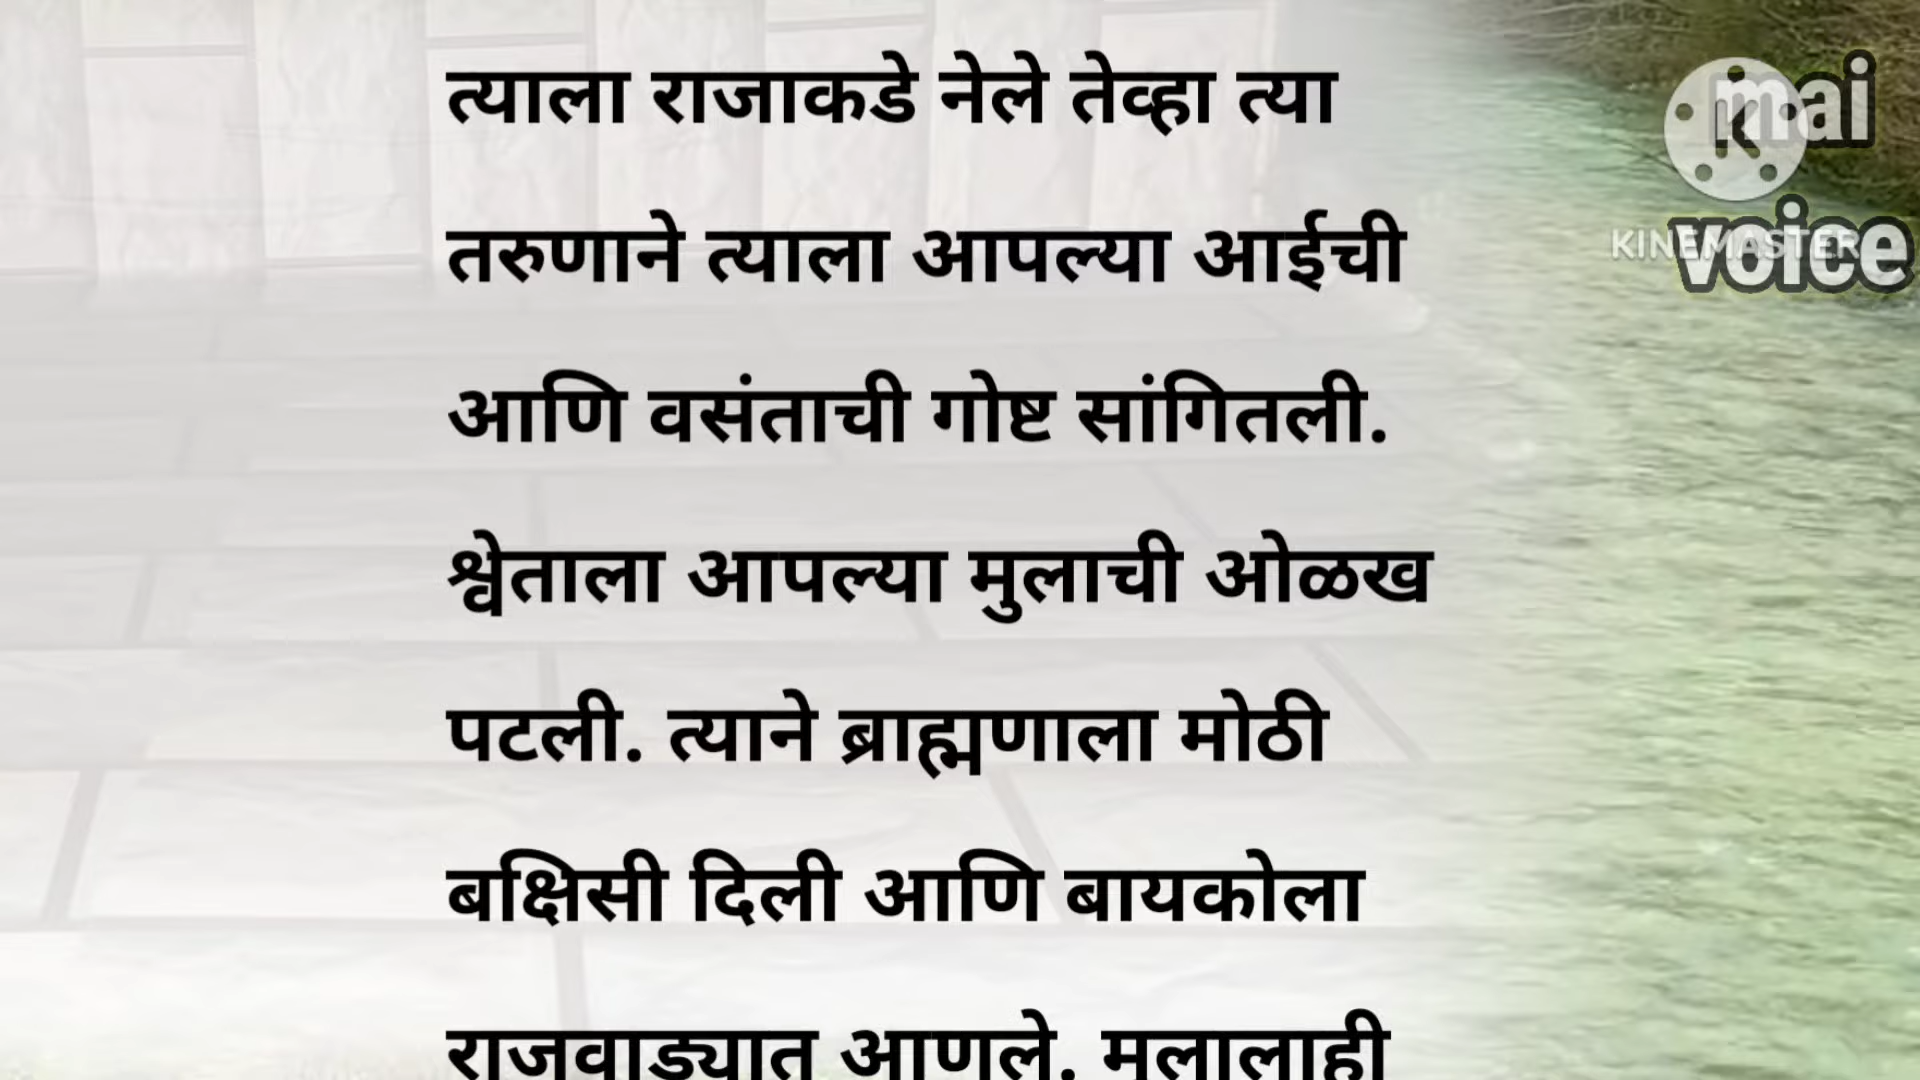 त्याला राजाकडे नेले तेव्हा त्या
तरुणाने त्याला आपल्या आईची
आणि वसंताची गोष्ट सांगितली.
श्वेताला आपल्या मुलाची ओळख
पटली. त्याने ब्राह्मणाला मोठी
बक्षिसी दिली आणि बायकोला
राजवाड्यात आणले. मुलालाही
mai
voice
K
KINEMASTER